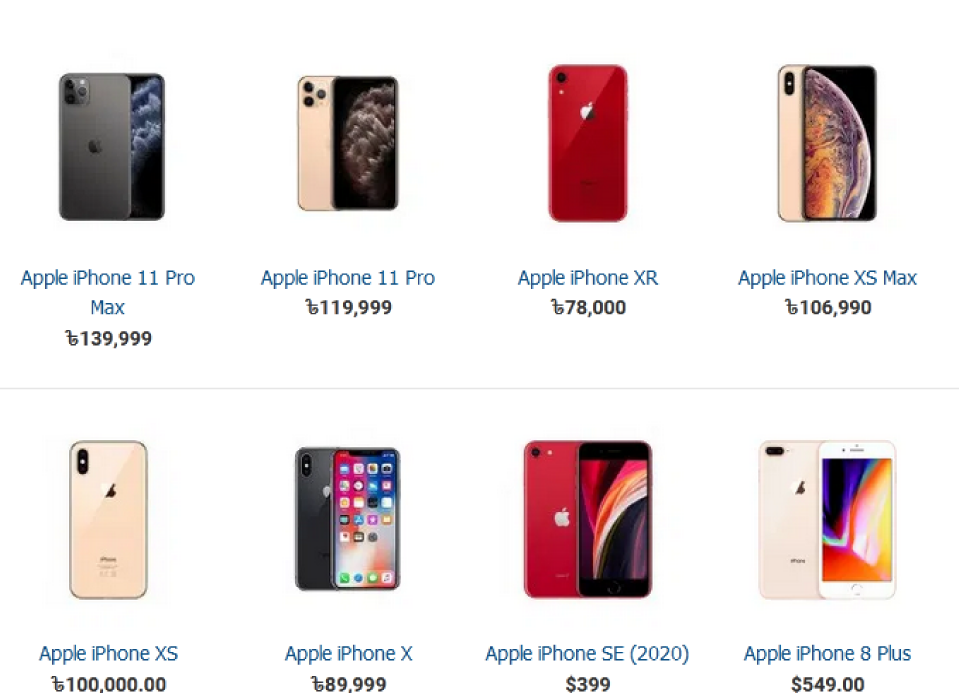 Apple iPhone 11 Pro Max
৳139,999
Apple iPhone 11 Pro
৳119,999
Apple iPhone XR
৳78,000
Apple iPhone XS Max
৳106,990
Apple iPhone XS
৳100,000.00
Apple iPhone X
৳89,999
Apple iPhone SE (2020)
$399
Apple iPhone 8 Plus
$549.00